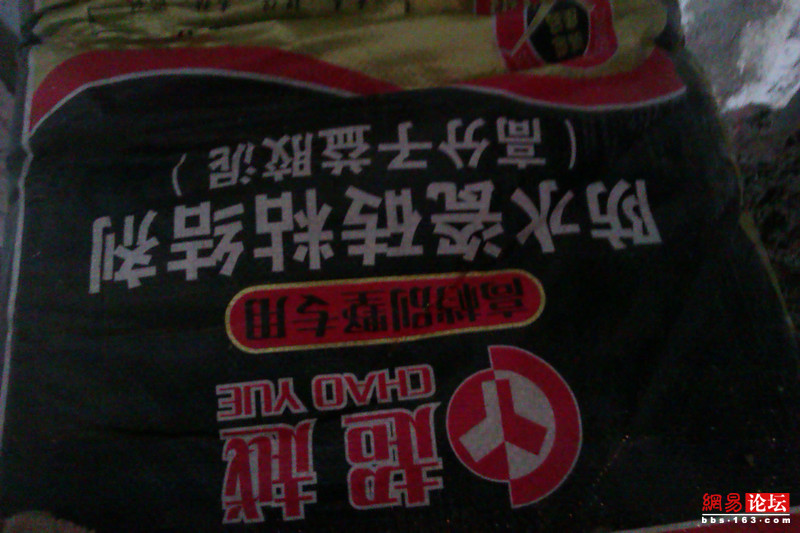 超越
CHAO YUE
高档别墅专用
防水瓷砖粘结剂
（高分子益胶泥）
網易论坛
bbs.163.com